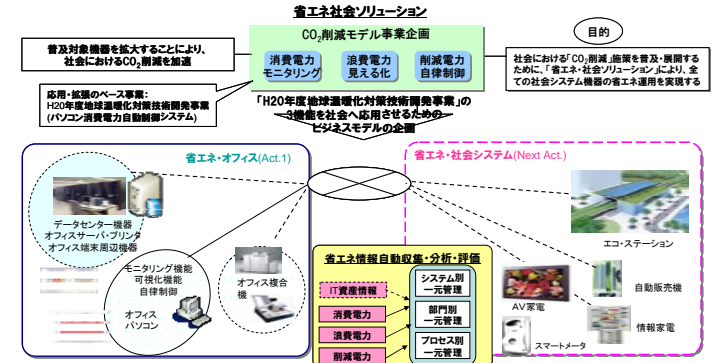 省エネ社会ソリューション
CO₂削減モデル事業企画
消費電力
モニタリング
浪費電力
見える化
削減電力
自律制御
普及対象機器を拡大することにより、
社会におけるCO₂削減を加速
応用・拡張のベース事業:
H20年度地球温暖化対策技術開発事業
(パソコン消費電力自動制御システム)
目的
社会における「CO₂削減」施策を普及・展開する
ために、「省エネ・社会ソリューション」により、全
ての社会システム機器の省エネ運用を実現する
「H20年度地球温暖化対策技術開発事業」の
3機能を社会へ応用させるための
ビジネスモデルの企画
省エネ・オフィス(Act.1)
データセンター機器
オフィスサーバ・プリンタ
オフィス端末周辺機器
モニタリング機能
可視化機能
自律制御
オフィス
パソコン
オフィス複合
機
省エネ情報自動収集・分析・評価
IT資産情報
消費電力
浪費電力
削減電力
システム別
一元管理
部門別
一元管理
プロセス別
一元管理
省エネ・社会システム(Next Act.)
エコ・ステーション
自動販売機
AV家電
情報家電
スマートメータ